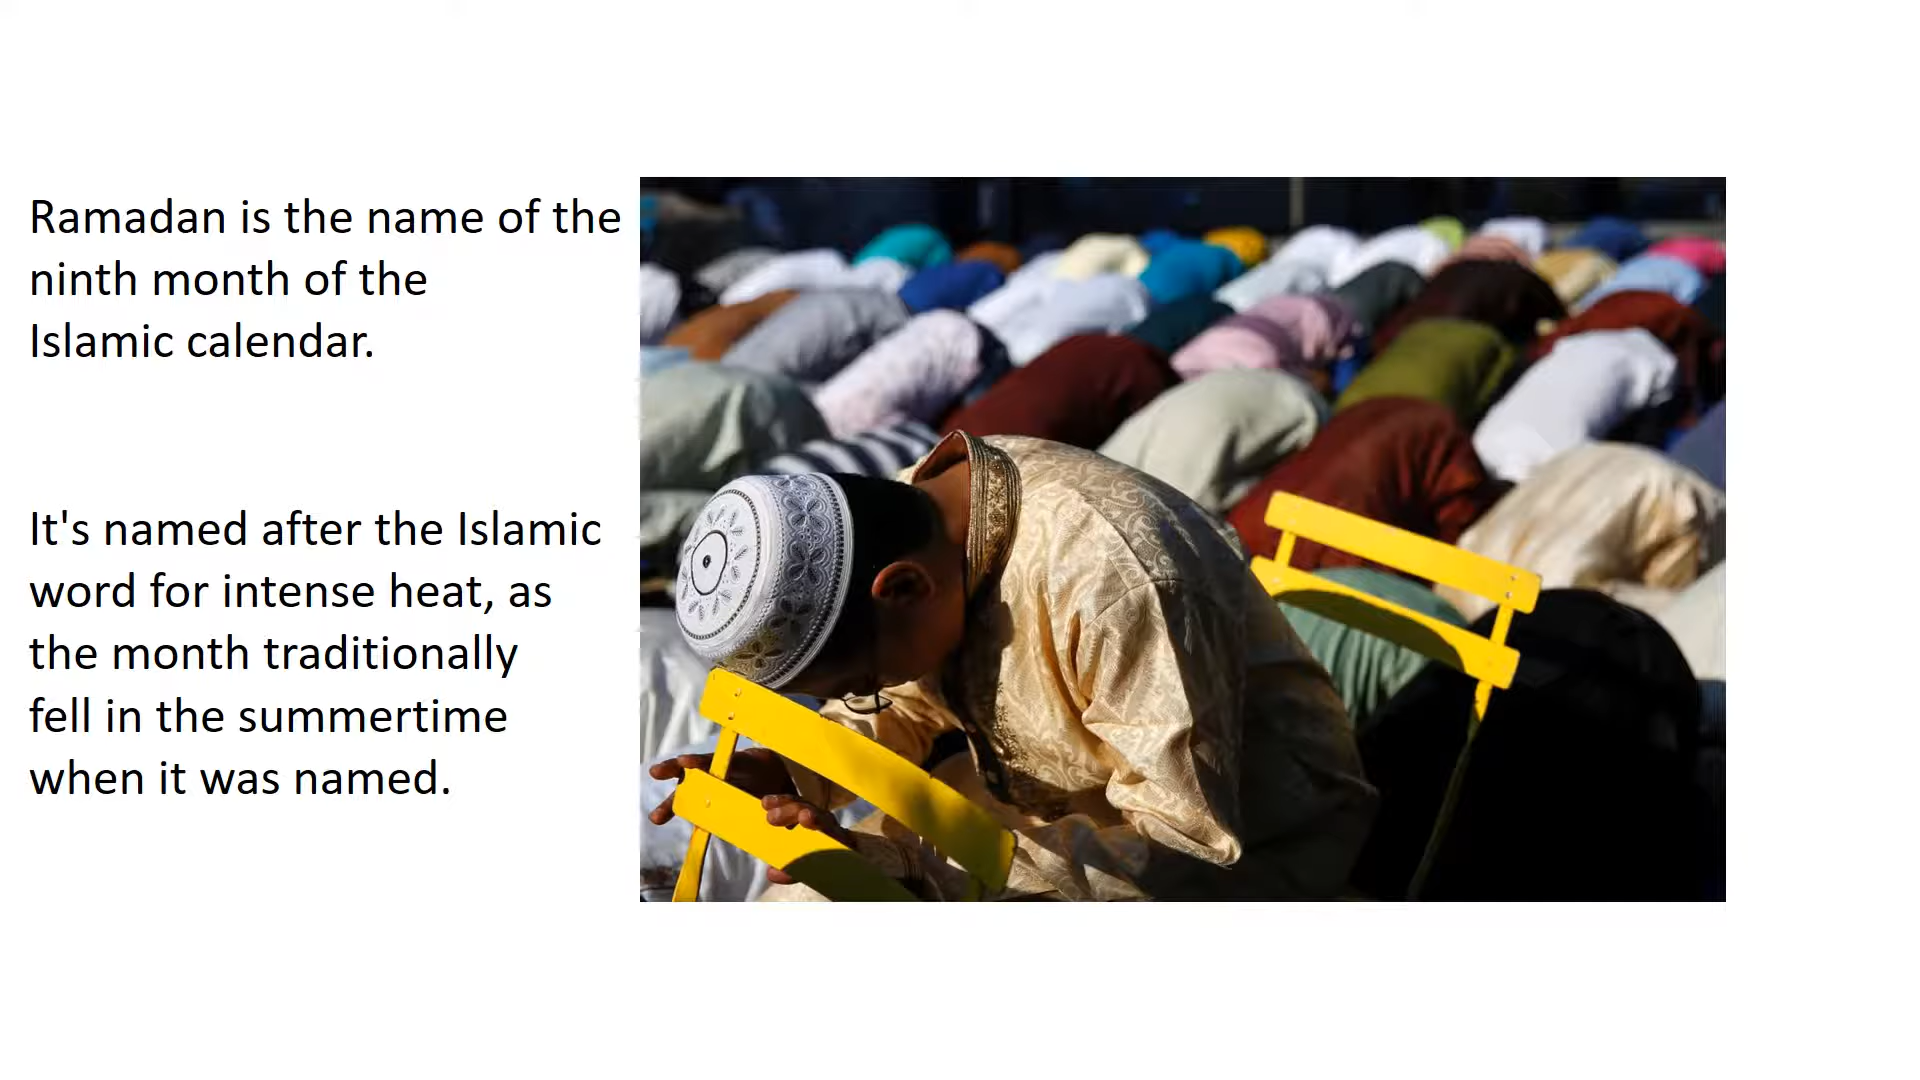 Ramadan is the name of the
ninth month of the
Islamic calendar.
It's named after the Islamic
word for intense heat, as
the month traditionally
fell in the summertime
when it was named.